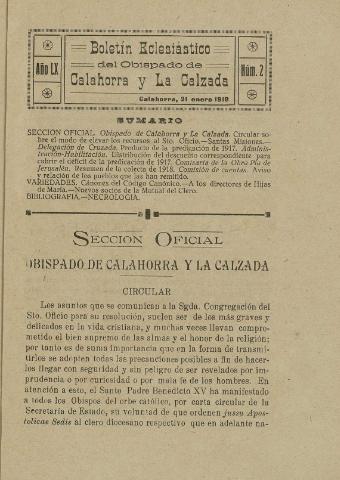 Boletín Eclesiástico
Año LX.
del Obispado de
Núm. 2
Calahorra y La Calzada
Calahorra, 21 enero 1919
SUMARIO
SECCION OFICIAL. Obispado de Calahorra y La Calzada. Circular so-
bre el modo de elevar los recursos al Sto. Oficio.—Santas Misiones.—
Delegación de Cruzada. Producto de la predicación de 1917. Adminis-
tración-Habilitación. Distribución del descuento correspondiente para
cubrir el déficit de la predicación de 1917. Comisaría de la Obra Pía de
Jerusalén. Resumen de la colecta de 1918. Comisión de cuentas. Aviso
y relación de los pueblos que las han remitido.
VARIEDADES. Cánones del Código Canónico.—A los directores de Hijas
de María.—Nuevos socios de la Mutual del Clero.
BIBLIOGRAFIA.—NECROLOGIA.
SECCION OFICIAL
OBISPADO DE CALAHORRA Y LA CALZADA
CIRCULAR
Los asuntos que se comunican a la Sgda. Congregación del
Sto. Oficio para su resolución, suelen ser de los más graves y
delicados en la vida cristiana, y muchas veces llevan compro-
metido el bien supremo de las almas y el honor de la religión;
por tanto es de suma importancia que en la forma de transmi-
tirlos se adopten todas las precauciones posibles a fin de hacer-
los llegar con seguridad y sin peligro de ser revelados por im-
prudencia o por curiosidad o por mala fe de los hombres. En
atención a esto, el Santo Padre Benedicto XV ha manifestado
a todos los Obispos del orbe católico, por carta circular de la
Secretaría de Estado, su voluntad de que ordenen jussu Apos-
tolicae Sedis al clero diocesano respectivo que en adelante na-